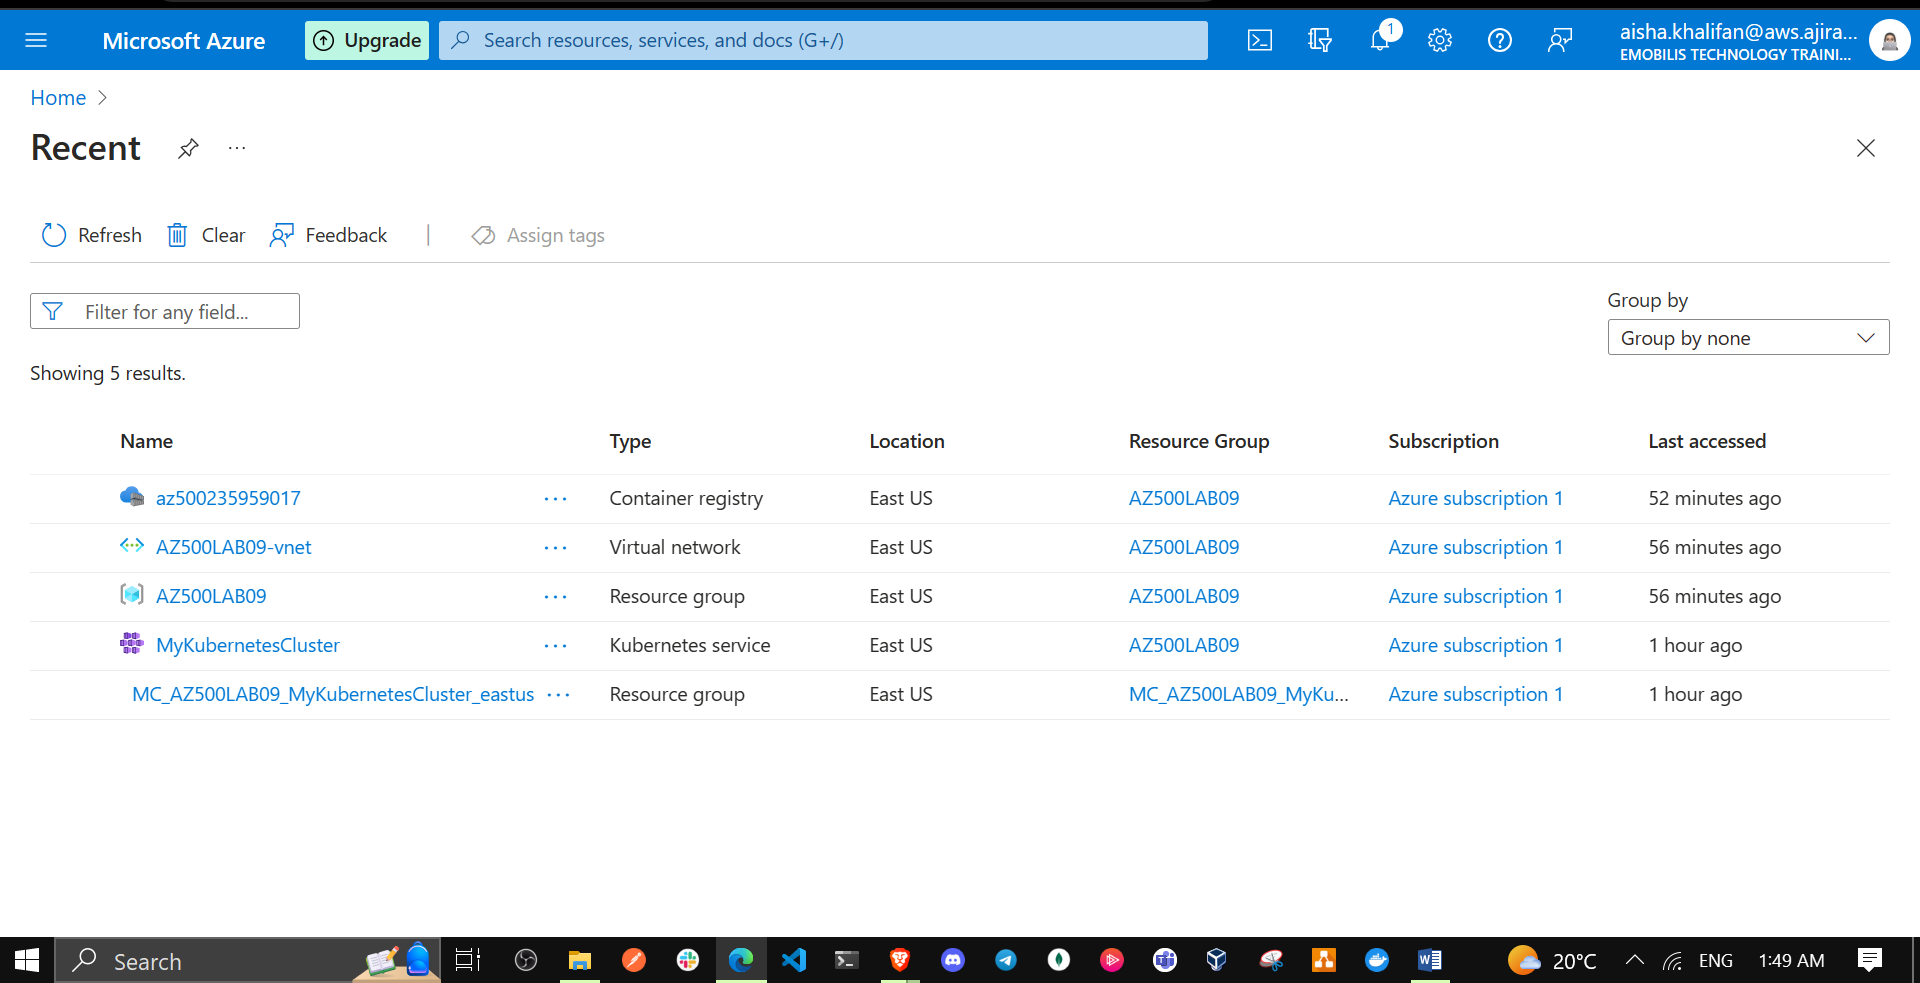 Microsoft Azure
Upgrade
Search resources, services, and docs (G+/)
1
aisha.khalifan@aws.ajira...
EMOBILIS TECHNOLOGY TRAINI...
Home
Recent
Refresh
Clear
Feedback
Assign tags
Filter for any field...
Group by
Group by none
Showing 5 results.
Name Type Location Resource Group Subscription Last accessed
az500235959017 Container registry East US AZ500LAB09 Azure subscription 1 52 minutes ago
AZ500LAB09-vnet Virtual network East US AZ500LAB09 Azure subscription 1 56 minutes ago
AZ500LAB09 Resource group East US AZ500LAB09 Azure subscription 1 56 minutes ago
MyKubernetesCluster Kubernetes service East US AZ500LAB09 Azure subscription 1 1 hour ago
MC_AZ500LAB09_MyKubernetesCluster_eastus Resource group East US MC_AZ500LAB09_MyKu... Azure subscription 1 1 hour ago
Search
20°C
ENG
1:49 AM